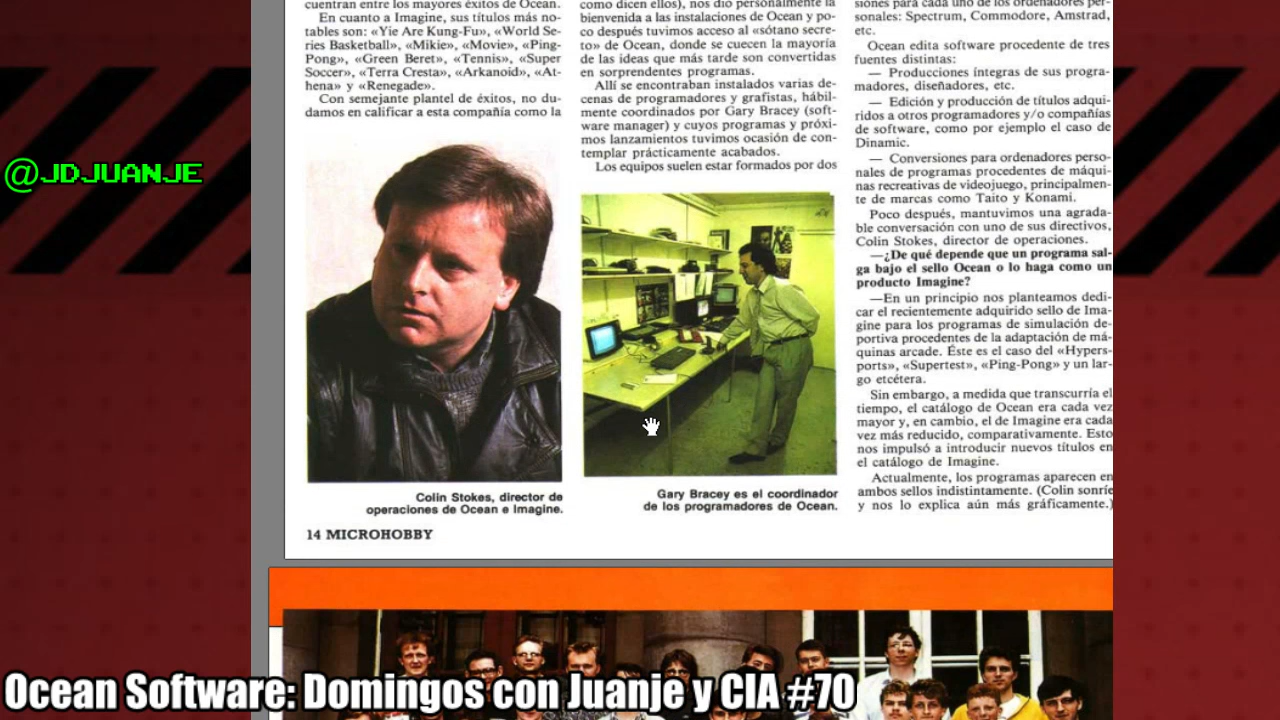 cuentran entre los mayores éxitos de Ocean.
En cuanto a Imagine, sus títulos más no-
tables son: «Yie Are Kung-Fu», «World Se-
ries Basketball», «Mikie», «Movie», «Ping-
Pong», «Green Beret», «Tennis», «Super
Soccer», «Terra Cresta», «Arkanoid», «At-
hena» y «Renegade».
Con semejante plantel de éxitos, no du-
damos en calificar a esta compañía como la
como dicen ellos), nos dio personalmente la
bienvenida a las instalaciones de Ocean y po-
co después tuvimos acceso al «sótano secre-
to» de Ocean, donde se cuecen la mayoría
de las ideas que más tarde son convertidas
en sorprendentes programas.
Allí se encontraban instalados varias de-
cenas de programadores y grafistas, hábil-
mente coordinados por Gary Bracey (soft-
ware manager) y cuyos programas y próxi-
mos lanzamientos tuvimos ocasión de con-
templar prácticamente acabados.
Los equipos suelen estar formados por dos
siones para cada uno de los ordenadores per-
sonales: Spectrum, Commodore, Amstrad,
etc.
Ocean edita software procedente de tres
fuentes distintas:
— Producciones íntegras de sus progra-
madores, diseñadores, etc.
— Edición y producción de títulos adqui-
ridos a otros programadores y/o compañías
de software, como por ejemplo el caso de
Dinamic.
— Conversiones para ordenadores perso-
nales de programas procedentes de máqui-
nas recreativas de videojuego, principalmen-
te de marcas como Taito y Konami.
Poco después, mantuvimos una agrada-
ble conversación con uno de sus directivos,
Colin Stokes, director de operaciones.
—¿De qué depende que un programa sal-
ga bajo el sello Ocean o lo haga como un
producto Imagine?
—En un principio nos planteamos dedi-
car el recientemente adquirido sello de Ima-
gine para los programas de simulación de-
portiva procedentes de la adaptación de má-
quinas arcade. Éste es el caso del «Hypers-
ports», «Supertest», «Ping-Pong» y un lar-
go etcétera.
Sin embargo, a medida que transcurría el
tiempo, el catálogo de Ocean era cada vez
mayor y, en cambio, el de Imagine era cada
vez más reducido, comparativamente. Esto
nos impulsó a introducir nuevos títulos en
el catálogo de Imagine.
Actualmente, los programas aparecen en
ambos sellos indistintamente. (Colin sonríe
y nos lo explica aún más gráficamente.)
Colin Stokes, director de
operaciones de Ocean e Imagine.
Gary Bracey es el coordinador
de los programadores de Ocean.
14 MICROHOBBY
@JDJUANJE
Ocean Software: Domingos con Juanje y CIA #70